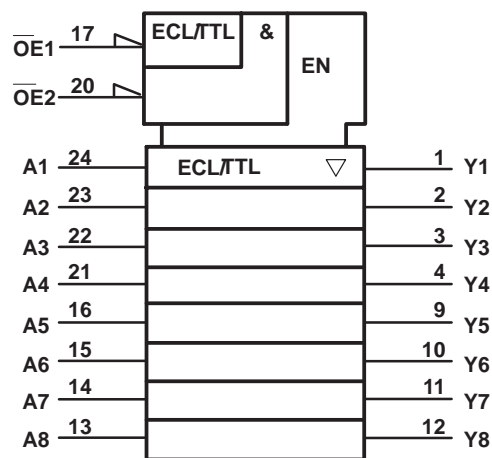 ECL/TTL & 
OE1 17
OE2 20
EN
A1 24 ECL/TTL ▽ 1 Y1
A2 23 2 Y2
A3 22 3 Y3
A4 21 4 Y4
A5 16 9 Y5
A6 15 10 Y6
A7 14 11 Y7
A8 13 12 Y8